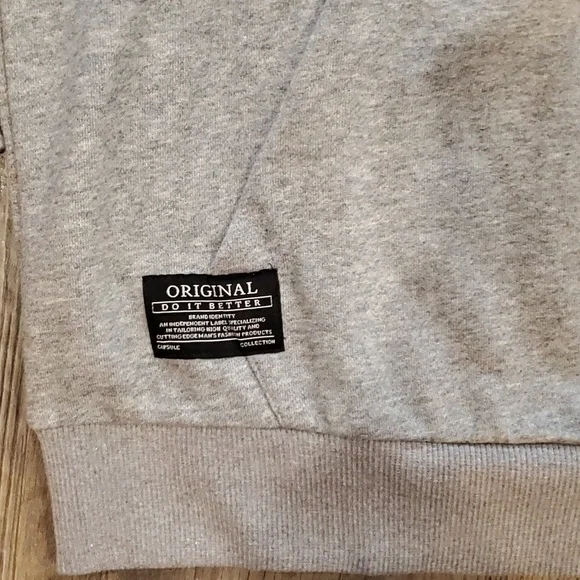 ORIGINAL
DO IT BETTER
BRAND IDENTITY
AN INDEPENDENT LABEL SPECIALIZING
IN TAILORING HIGH QUALITY AND
CUTTING EDGE MAN'S FASHION PRODUCTS
CAPSULE COLLECTION